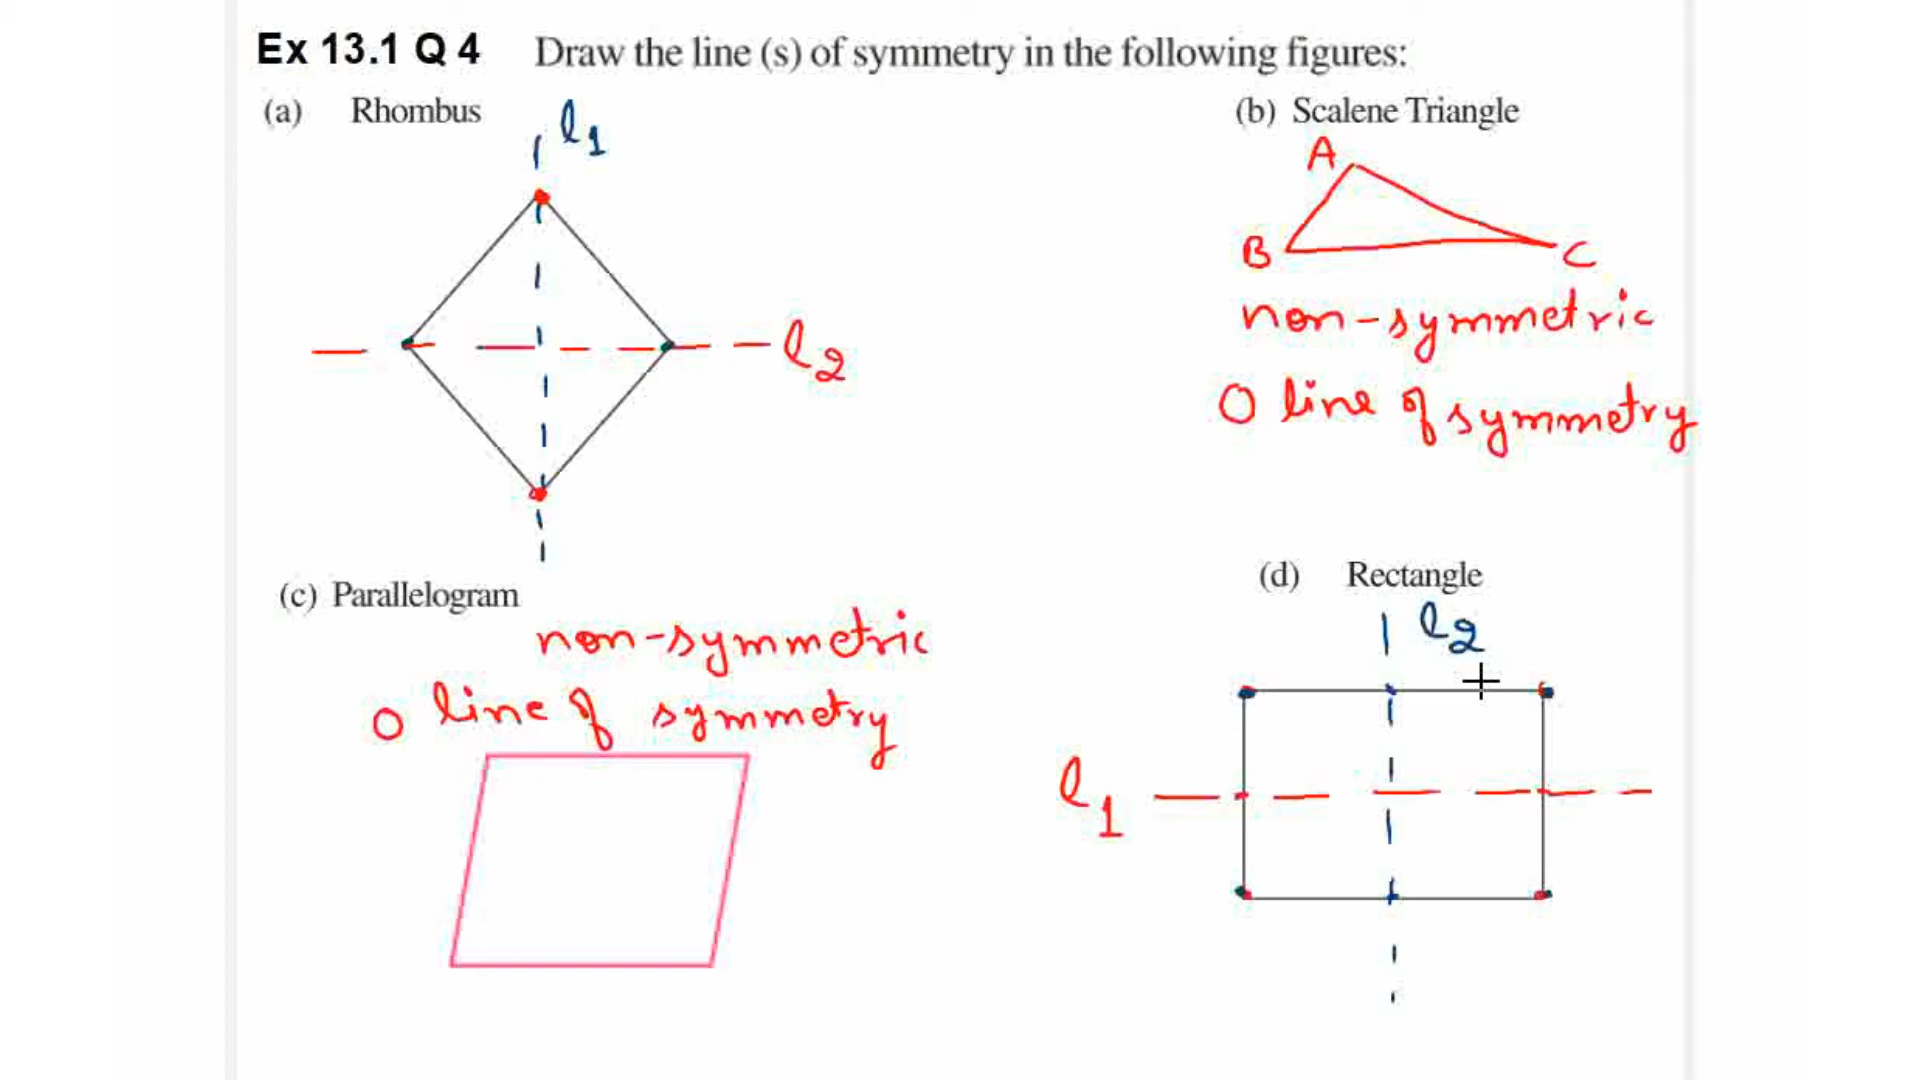 Ex 13.1 Q 4 Draw the line (s) of symmetry in the following figures:
(a) Rhombus
l1
l2
(b) Scalene Triangle
A
B
C
non-symmetric
0 line of symmetry
(c) Parallelogram
non-symmetric
0 line of symmetry
(d) Rectangle
l2
l1